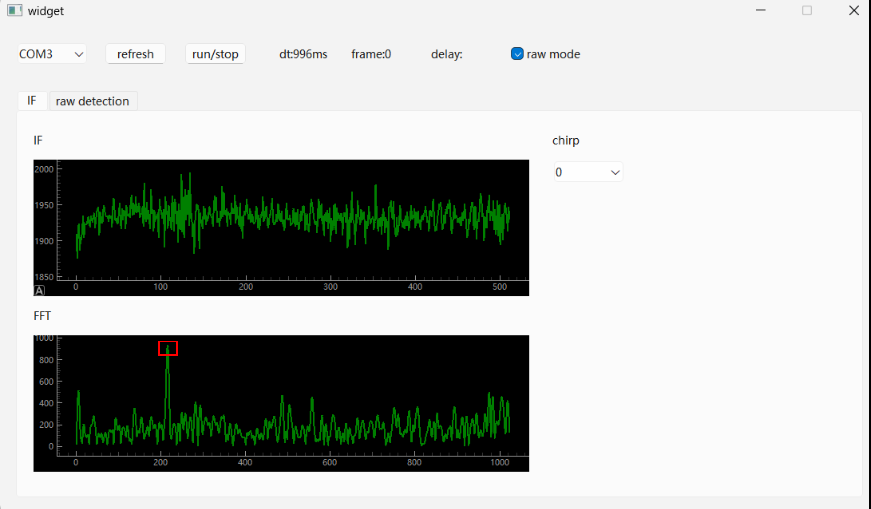 widget
COM3 refresh run/stop dt:996ms frame:0 delay: raw mode
IF raw detection
IF chirp
0
2000
1950
1900
1850
A
0 100 200 300 400 500
FFT
1000
800
600
400
200
0
0 200 400 600 800 1000